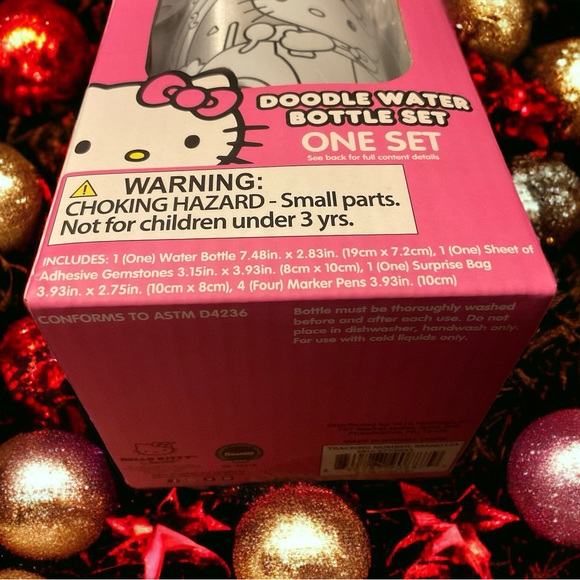 DOODLE WATER
BOTTLE SET
ONE SET
See back for full content details
WARNING:
CHOKING HAZARD - Small parts.
Not for children under 3 yrs.
INCLUDES: 1 (One) Water Bottle 7.48in. x 2.83in. (19cm x 7.2cm), 1 (One) Sheet of
Adhesive Gemstones 3.15in. x 3.93in. (8cm x 10cm), 1 (One) Surprise Bag
3.93in. x 2.75in. (10cm x 8cm), 4 (Four) Marker Pens 3.93in. (10cm)
CONFORMS TO ASTM D4236
Bottle must be thoroughly washed
before and after each use. Do not
place in dishwasher, handwash only.
For use with cold liquids only.
HELLO KITTY